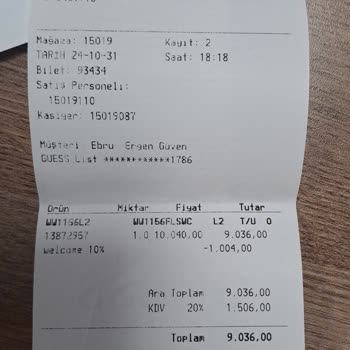 Mağaza: 15019 Kayıt: 2
TARIH 24-10-31 Saat: 18:18
Bilet: 93434
Satış Personeli:
15019110
Kasiyer: 15019087
Müşteri Ebru Ergen Güven
GUESS List ************1786
Ürün Miktar Fiyat Tutar
WW1156L2 WW1156FLSWC L2 T/U 0
13872967 1.0 10.040,00 9.036,00
welcome 10% -1.004,00
Ara Toplam 9.036,00
KDV 20% 1.506,00
Toplam 9.036,00